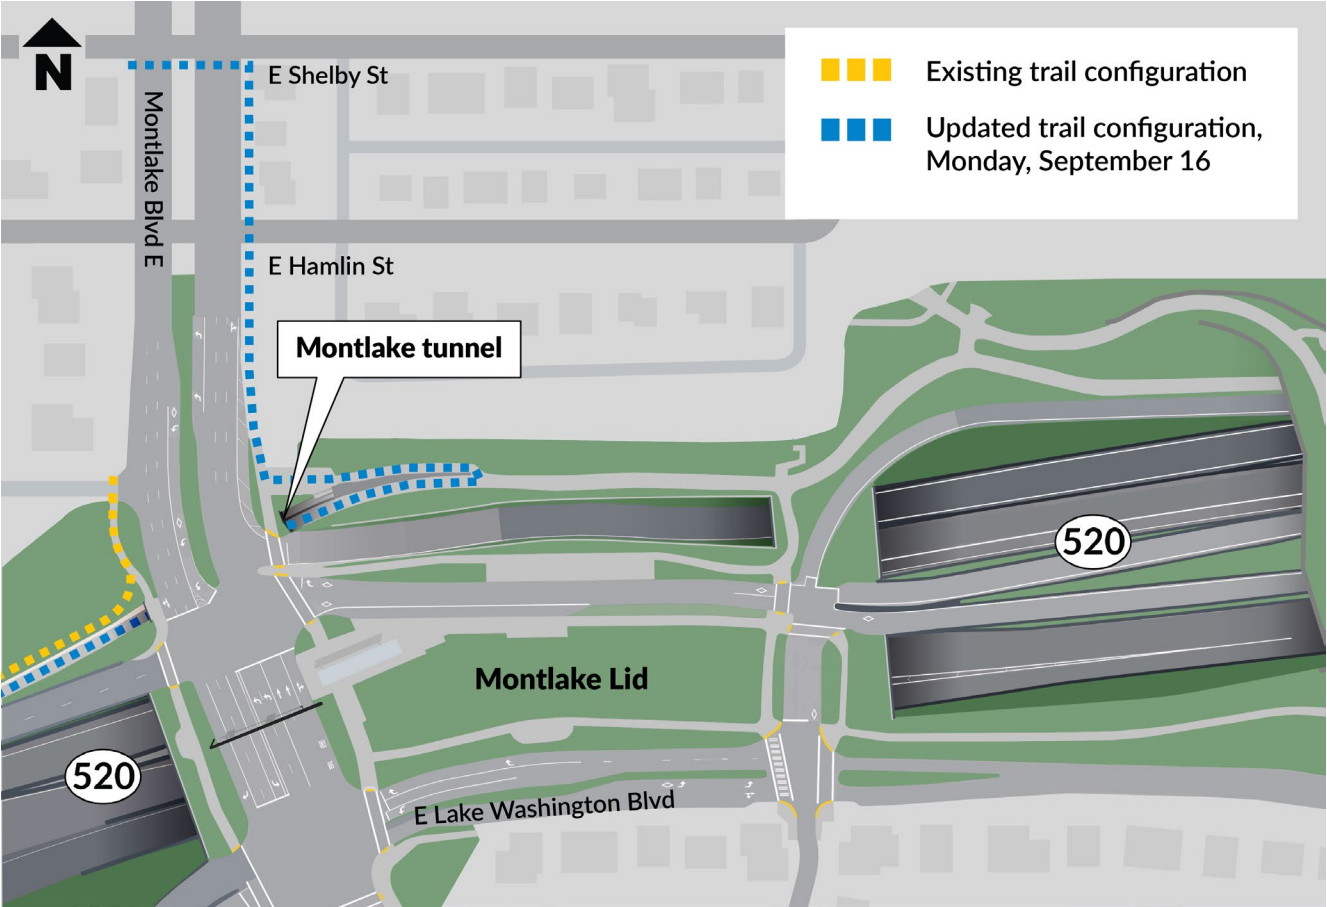 N
E Shelby St
Existing trail configuration
Updated trail configuration,
Monday, September 16
Montlake Blvd E
E Hamlin St
Montlake tunnel
520
Montlake Lid
520
E Lake Washington Blvd